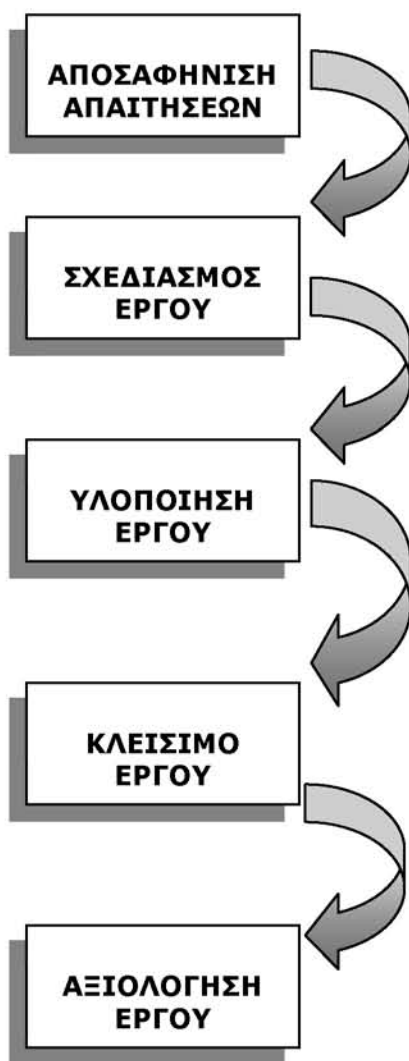 ΑΠΟΣΑΦΗΝΙΣΗ
ΑΠΑΙΤΗΣΕΩΝ
ΣΧΕΔΙΑΣΜΟΣ
ΕΡΓΟΥ
ΥΛΟΠΟΙΗΣΗ
ΕΡΓΟΥ
ΚΛΕΙΣΙΜΟ
ΕΡΓΟΥ
ΑΞΙΟΛΟΓΗΣΗ
ΕΡΓΟΥ